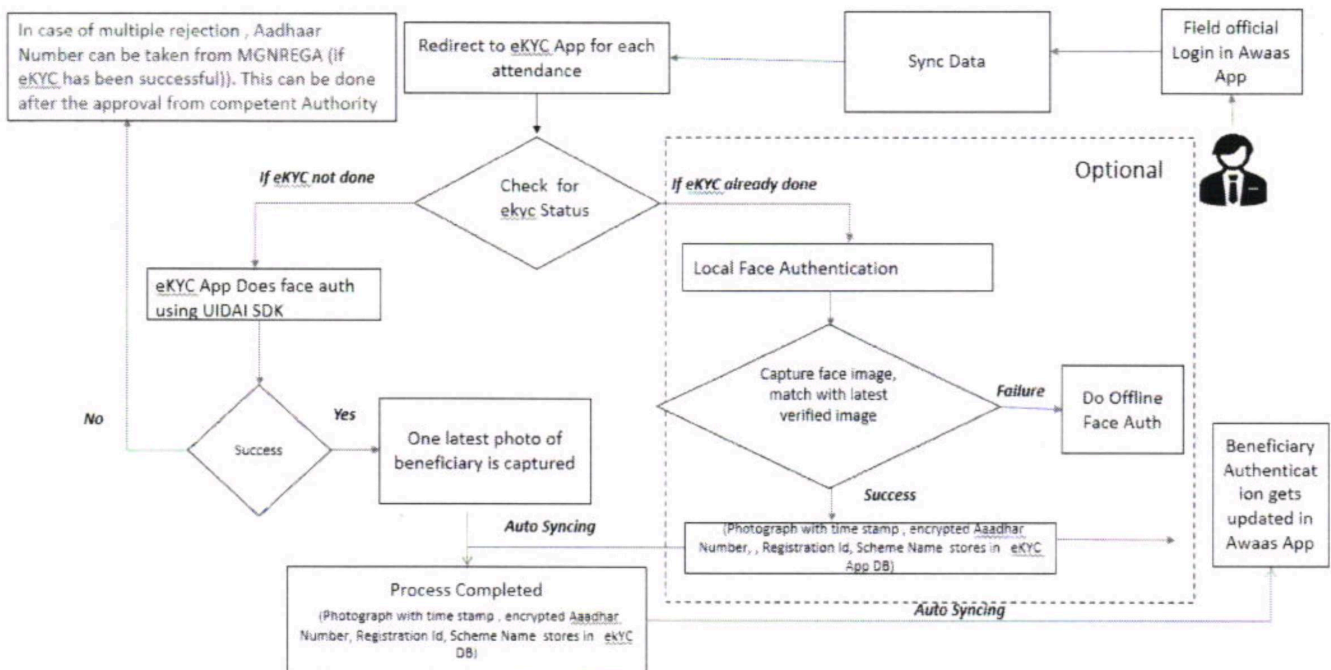 In case of multiple rejection , Aadhaar
Number can be taken from MGNREGA (if
eKYC has been successful)). This can be done
after the approval from competent Authority
Redirect to eKYC App for each
attendance
Sync Data
Field official
Login in Awaas
App
Optional
If eKYC not done
Check for
ekyc Status
If eKYC already done
eKYC App Does face auth
using UIDAI SDK
Local Face Authentication
Capture face image,
match with latest
verified image
Failure
Do Offline
Face Auth
No
Success
Yes
One latest photo of
beneficiary is captured
Beneficiary
Authenticat
ion gets
updated in
Awaas App
Success
Auto Syncing
(Photograph with time stamp , encrypted Aaadhar
Number, , Registration Id, Scheme Name stores in eKYC
App DB)
Process Completed
(Photograph with time stamp , encrypted Aaadhar
Number, Registration Id, Scheme Name stores in ekYC
DB)
Auto Syncing